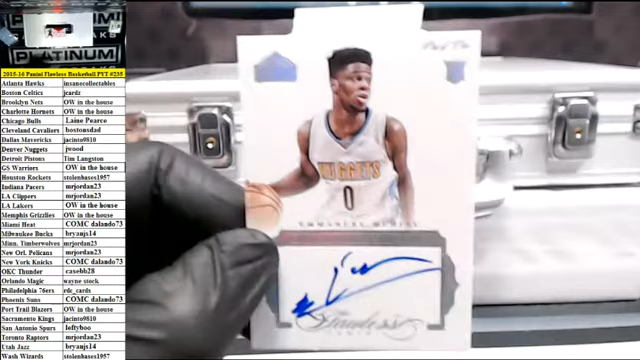 PLATINUM
PLATINUM
2015-16 Panini Flawless Basketball PYT #235
Atlanta Hawks insanecollectables
Boston Celtics jcardz
Brooklyn Nets OW in the house
Charlotte Hornets OW in the house
Chicago Bulls Laine Pearce
Cleveland Cavaliers bostonsdad
Dallas Mavericks jacinto9810
Denver Nuggets jwood
Detroit Pistons Tim Langston
GS Warriors OW in the house
Houston Rockets stolenbases1957
Indiana Pacers mrjordan23
LA Clippers mrjordan23
LA Lakers OW in the house
Memphis Grizzlies OW in the house
Miami Heat COMC dalando73
Milwaukee Bucks bryanjs14
Minn. Timberwolves mrjordan23
New Orl. Pelicans mrjordan23
New York Knicks COMC dalando73
OKC Thunder casebb28
Orlando Magic wayne stock
Philadelphia 76ers rdc_cards
Phoenix Suns COMC dalando73
Port Trail Blazers OW in the house
Sacramento Kings jacinto9810
San Antonio Spurs leftyboo
Toronto Raptors mrjordan23
Utah Jazz bryanjs14
Wash Wizards stolenbases1957
NUGGETS
0
EMMANUEL MUDIAY
Flawless